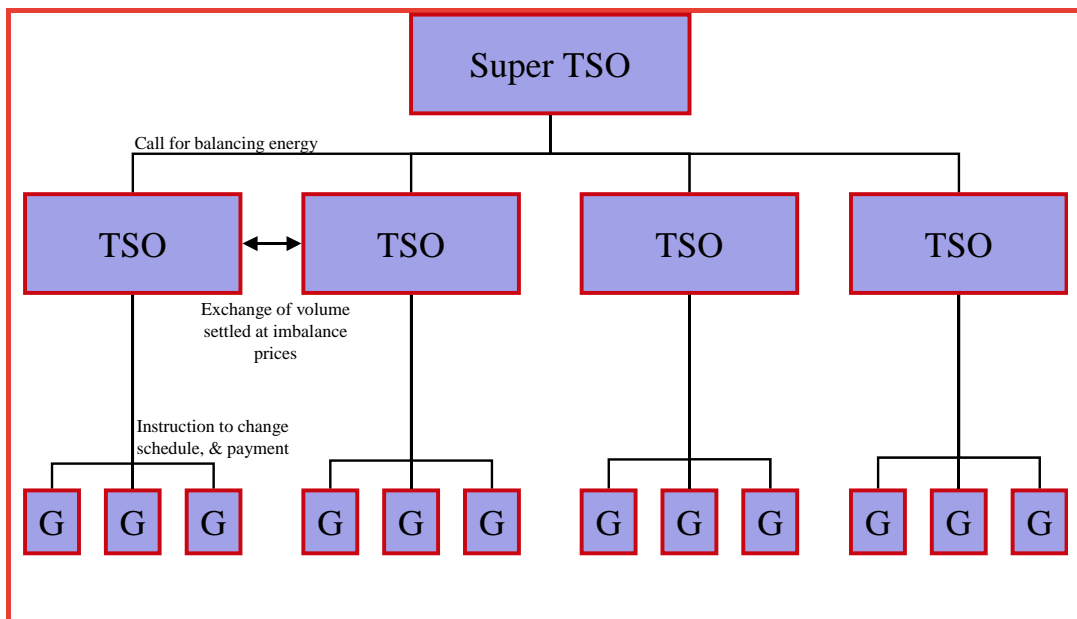 Super TSO
Call for balancing energy
TSO
TSO
TSO
TSO
Exchange of volume
settled at imbalance
prices
Instruction to change
schedule, & payment
G
G
G
G
G
G
G
G
G
G
G
G